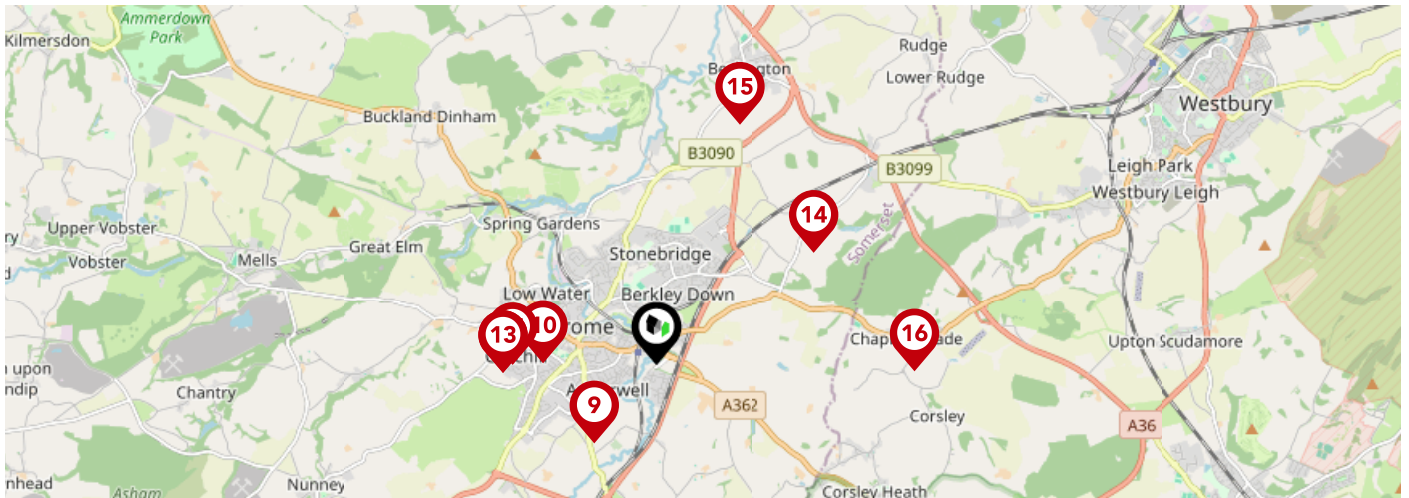 Ammerdown
Park
Kilmersdon
Rudge
Lower Rudge
15
Westbury
Buckland Dinham
B3090
B3099
Leigh Park
Westbury Leigh
14
Somerset
Upper Vobster
Spring Gardens
Great Elm
Stonebridge
Vobster
Mells
Low Water
Berkley Down
13
10
16
Upton Scudamore
Chantry
9
A362
Corsley
A36
Nunney
Asham
Corsley Heath